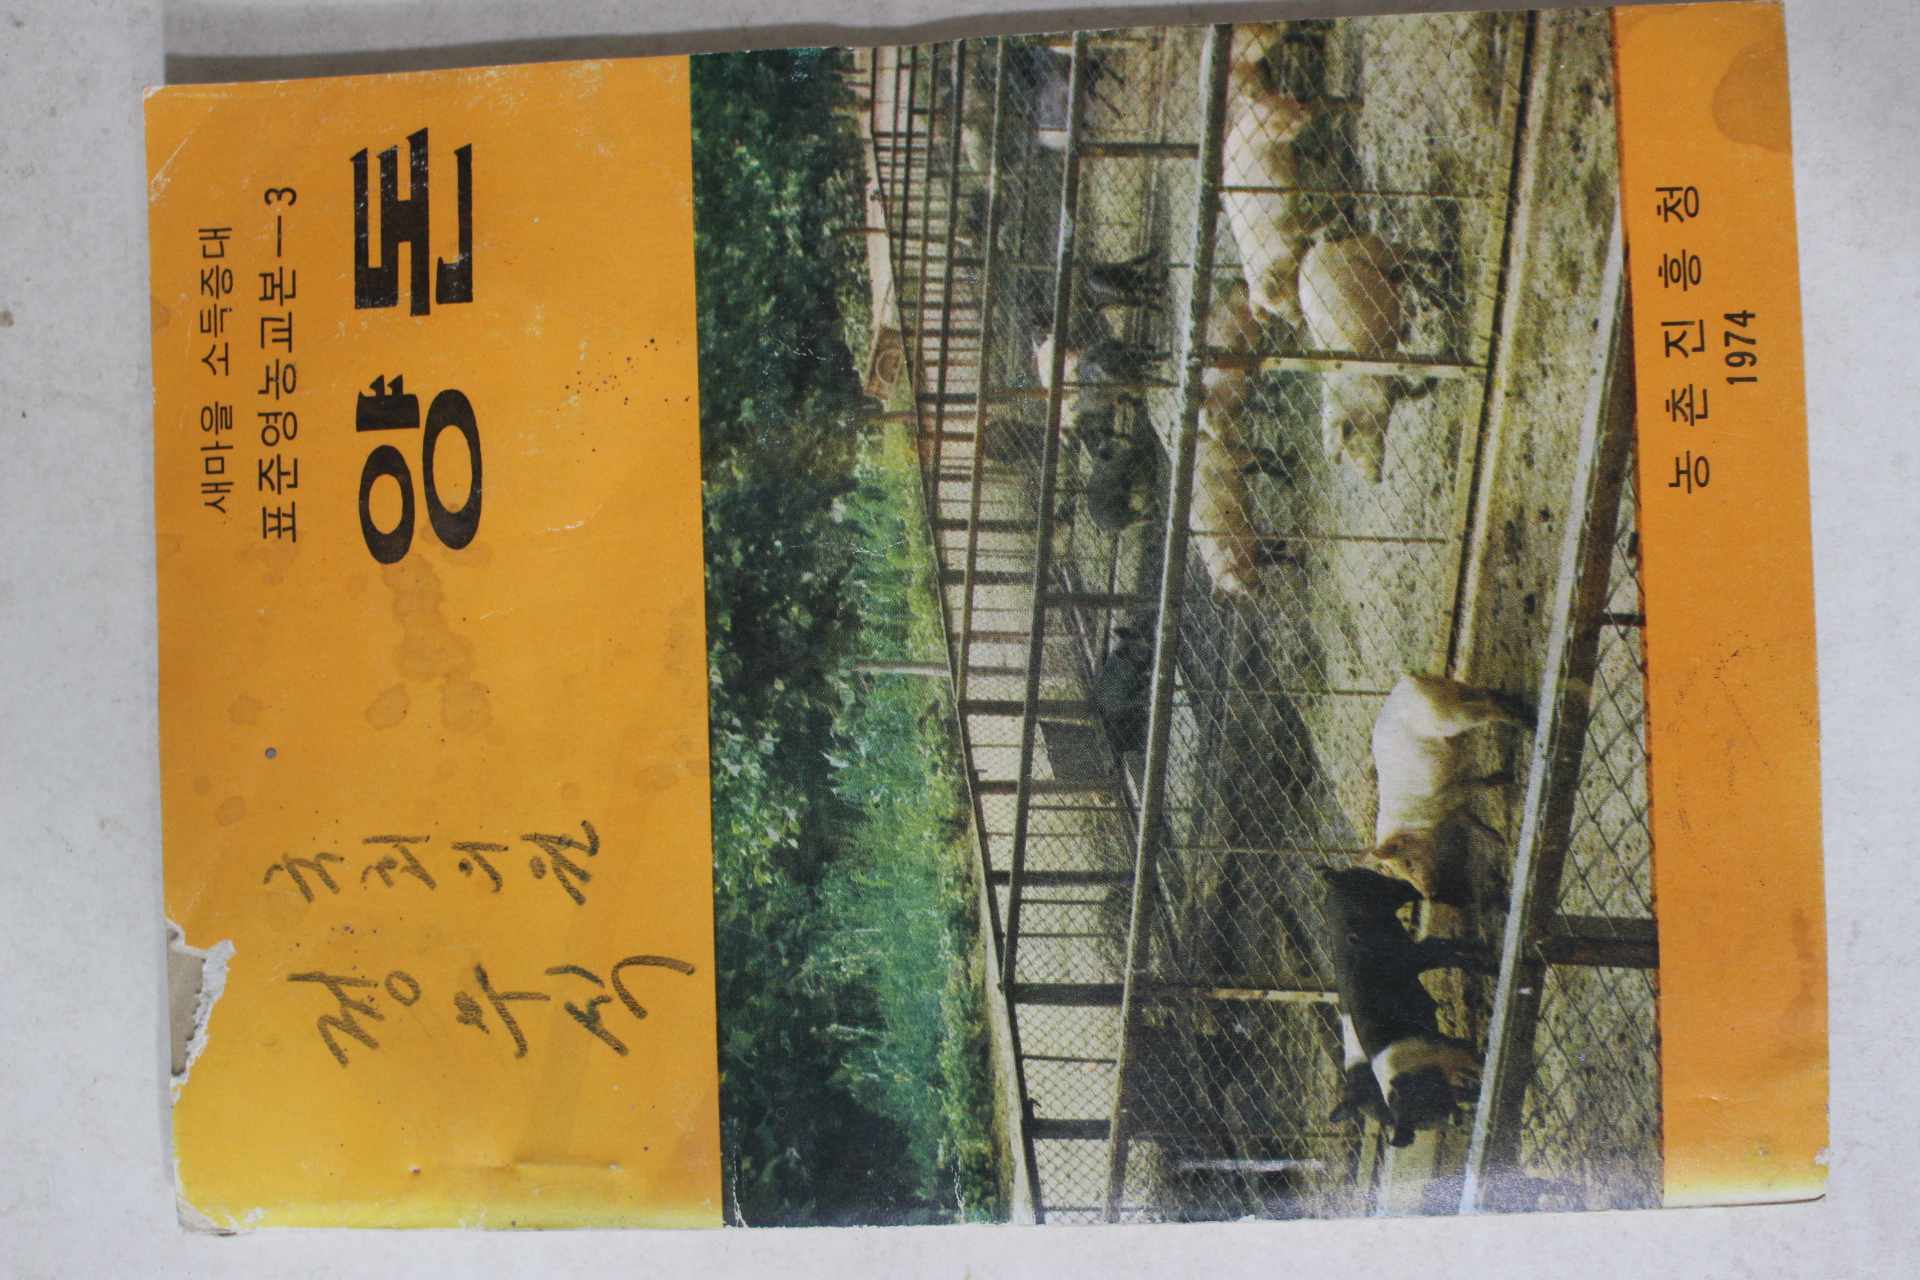 새마을 소득증대
표준영농교본—3
양돈
농촌진흥청
1974